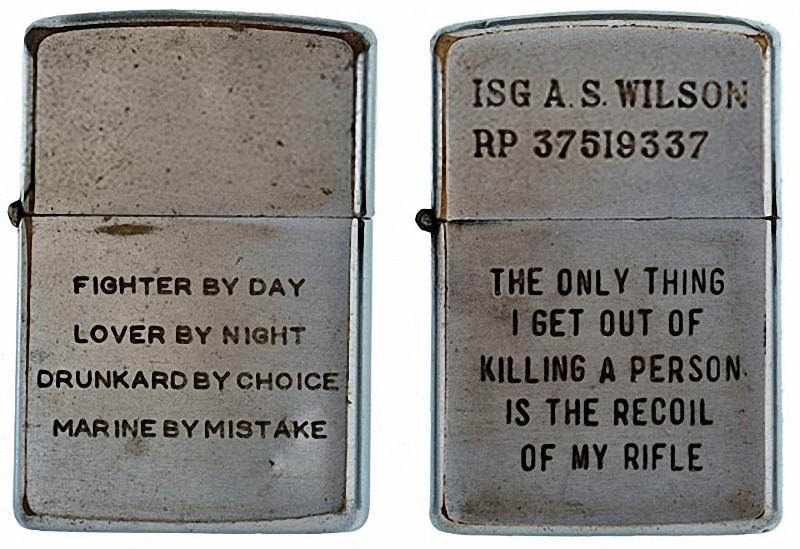 FIGHTER BY DAY
LOVER BY NIGHT
DRUNKARD BY CHOICE
MARINE BY MISTAKE
ISG A. S. WILSON
RP 37519337
THE ONLY THING
I GET OUT OF
KILLING A PERSON
IS THE RECOIL
OF MY RIFLE